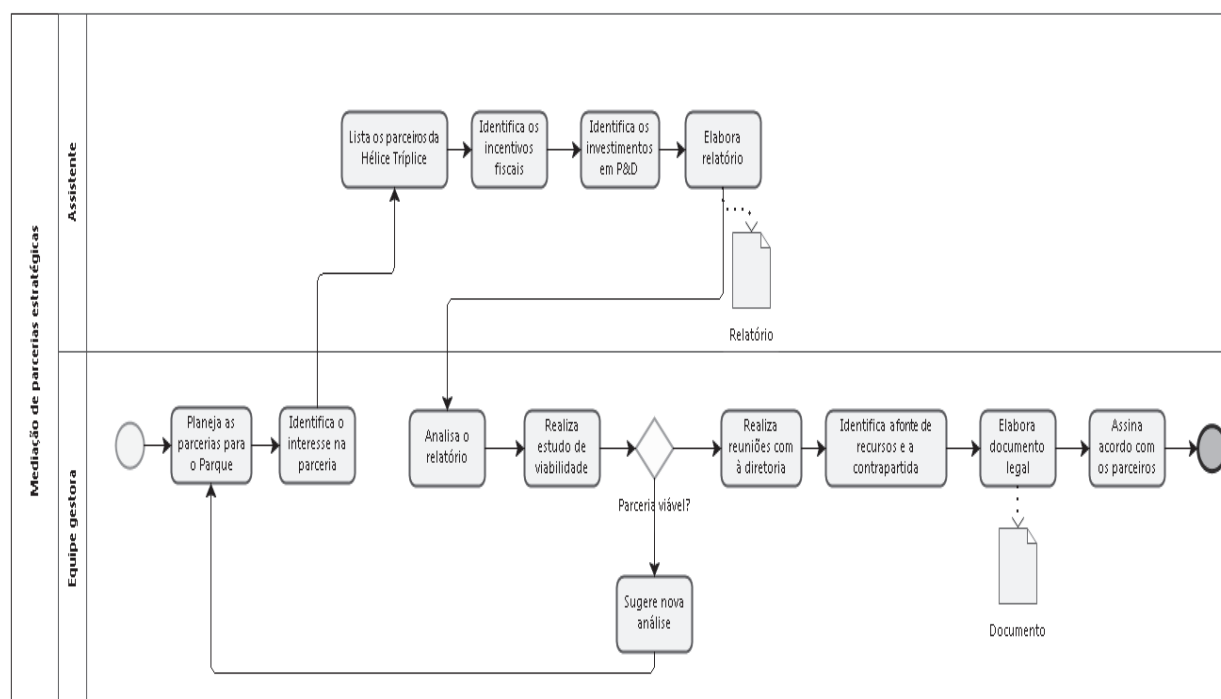 Mediação de parcerias estratégicas
Assistente
Lista os parceiros da
Hélice Tríplice
Identifica os
incentivos
fiscais
Identifica os
investimentos
em P&D
Elabora
relatório
Relatório
Equipe gestora
Planeja as
parcerias para
o Parque
Identifica o
interesse na
parceria
Analisa o
relatório
Realiza
estudo de
viabilidade
Parceria viável?
Realiza
reuniões com
à diretoria
Identifica a fonte de
recursos e a
contrapartida
Elabora
documento
legal
Assina
acordo com
os parceiros
Sugere nova
análise
Documento